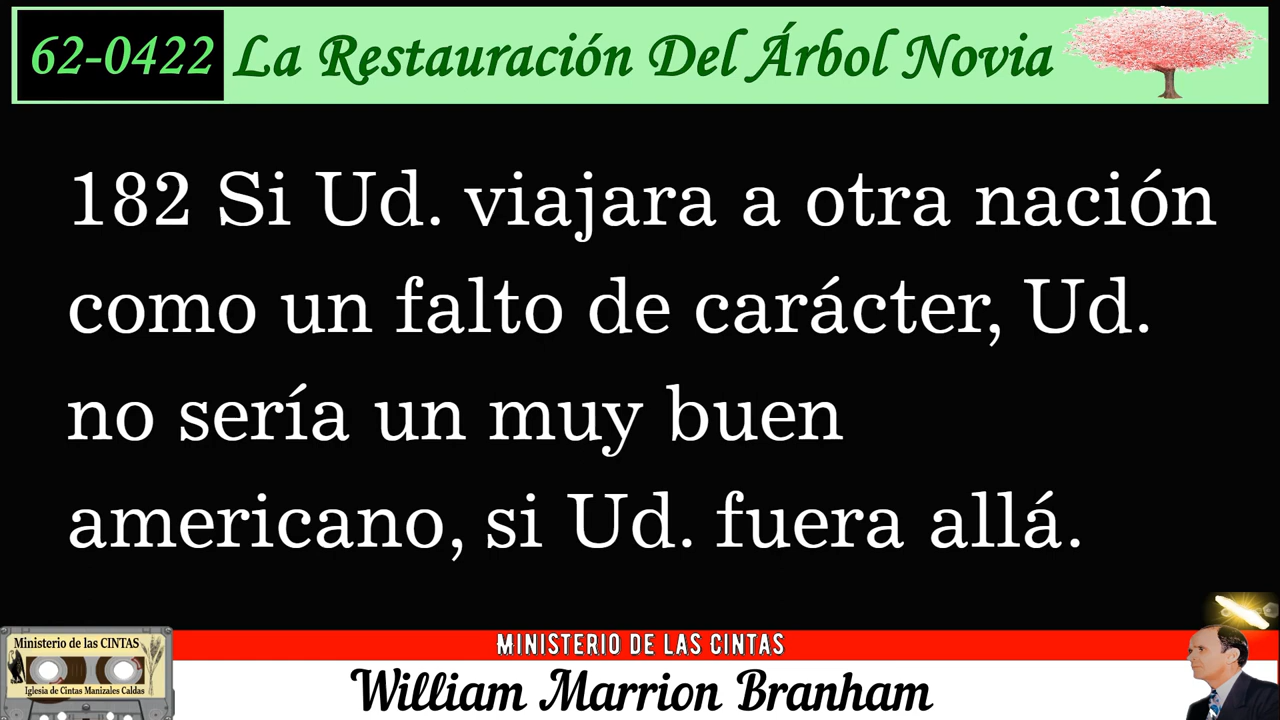 62-0422 La Restauración Del Árbol Novia
182 Si Ud. viajara a otra nación
como un falto de carácter, Ud.
no sería un muy buen
americano, si Ud. fuera allá.
MINISTERIO DE LAS CINTAS
Ministerio de las CINTAS
Iglesia de Cintas Manizales Caldas
William Marrion Branham